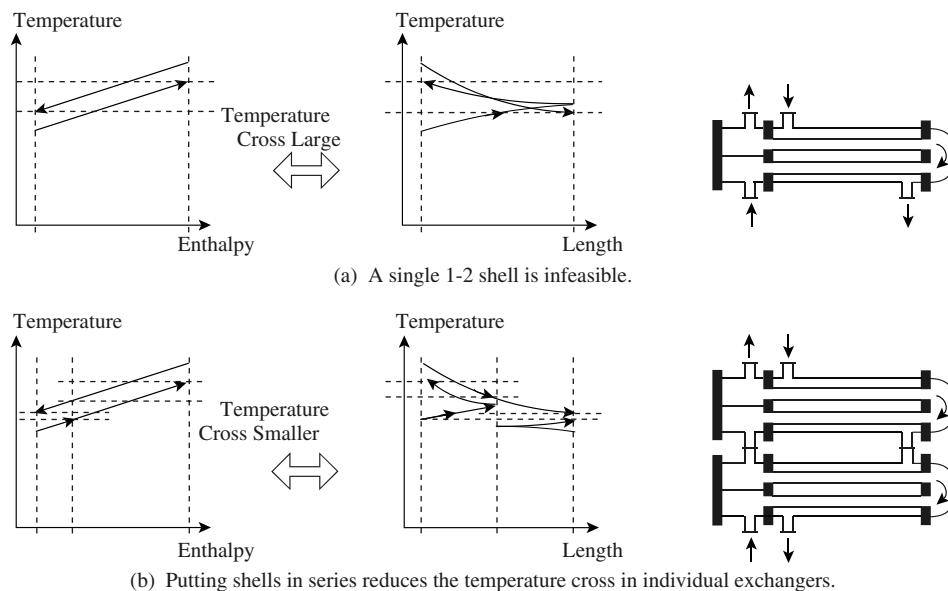 Temperature
Temperature
Temperature
Cross Large
Enthalpy
Length
(a) A single 1-2 shell is infeasible.
Temperature
Temperature
Temperature
Cross Smaller
Enthalpy
Length
(b) Putting shells in series reduces the temperature cross in individual exchangers.